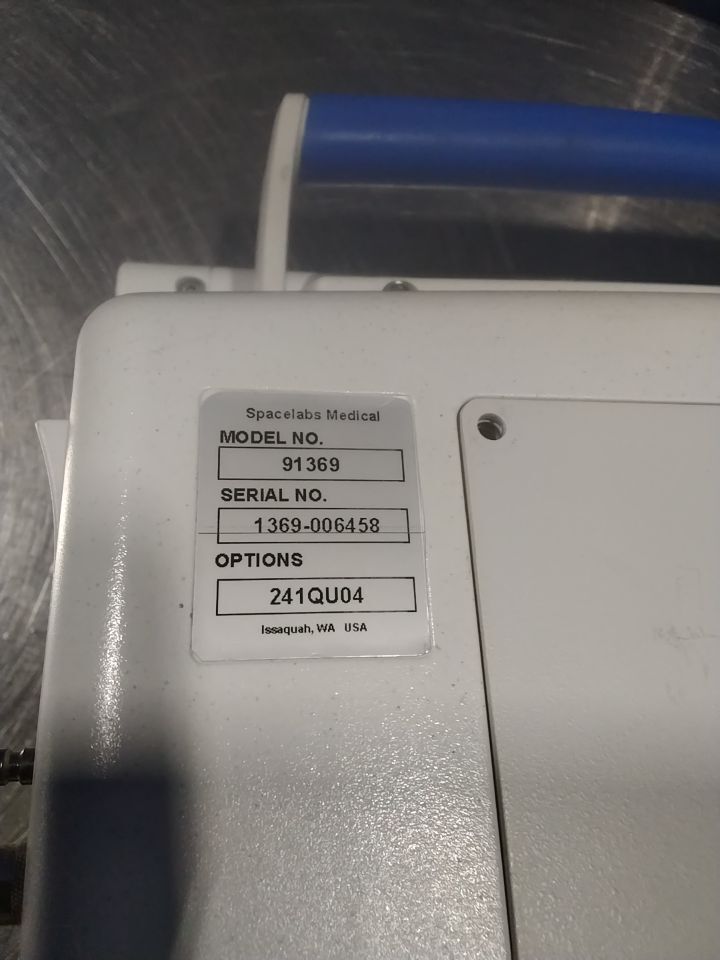 Spacelabs Medical
MODEL NO.
91369
SERIAL NO.
1369-006458
OPTIONS
241QU04
Issaquah, WA USA